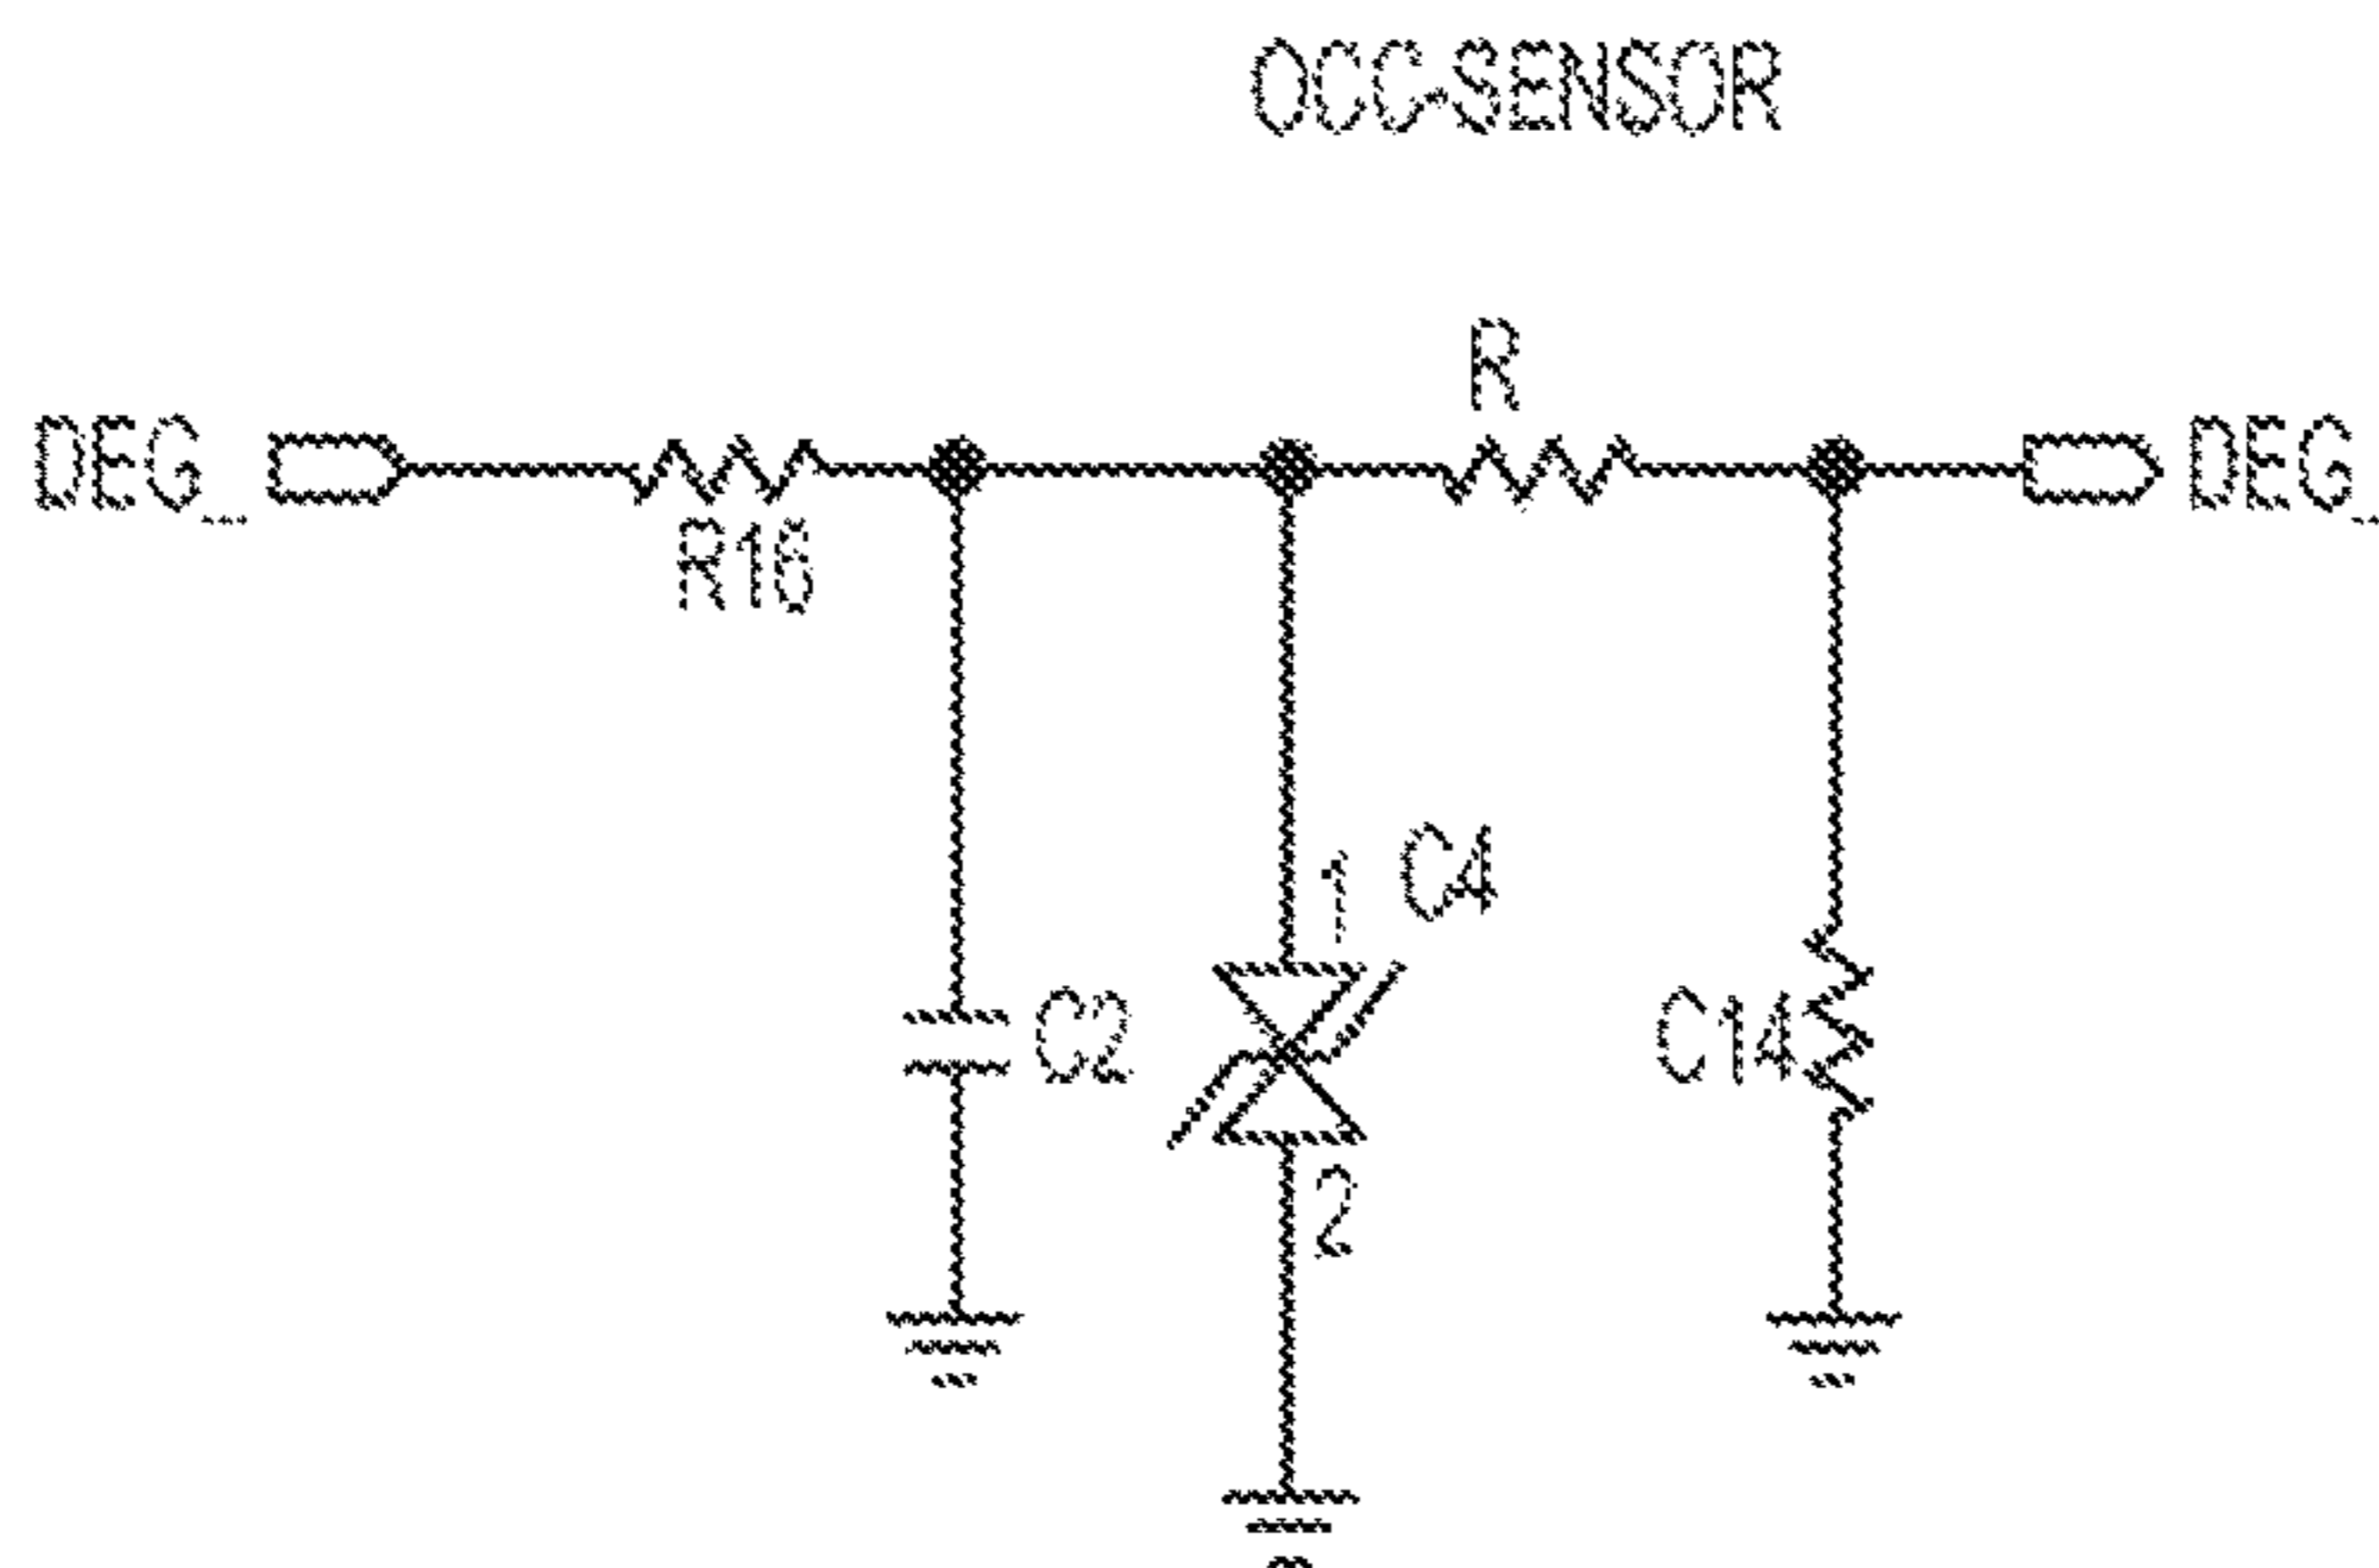 OCC-SENSOR
R
DEG_
DEG_
R16
1
C4
C2
C14
2